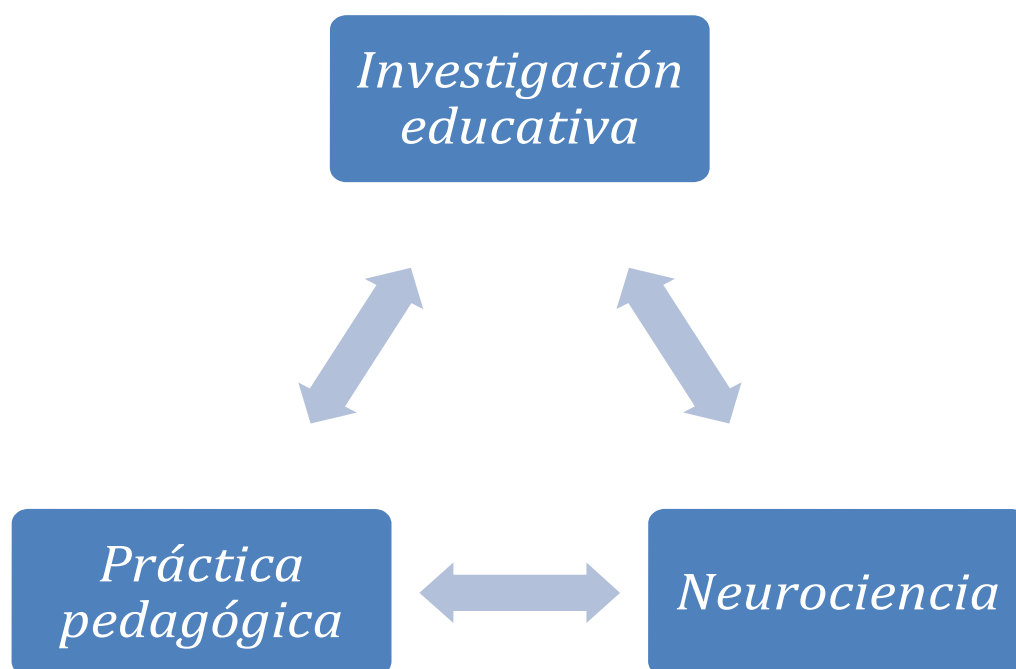 Investigación
educativa
Práctica
pedagógica
Neurociencia